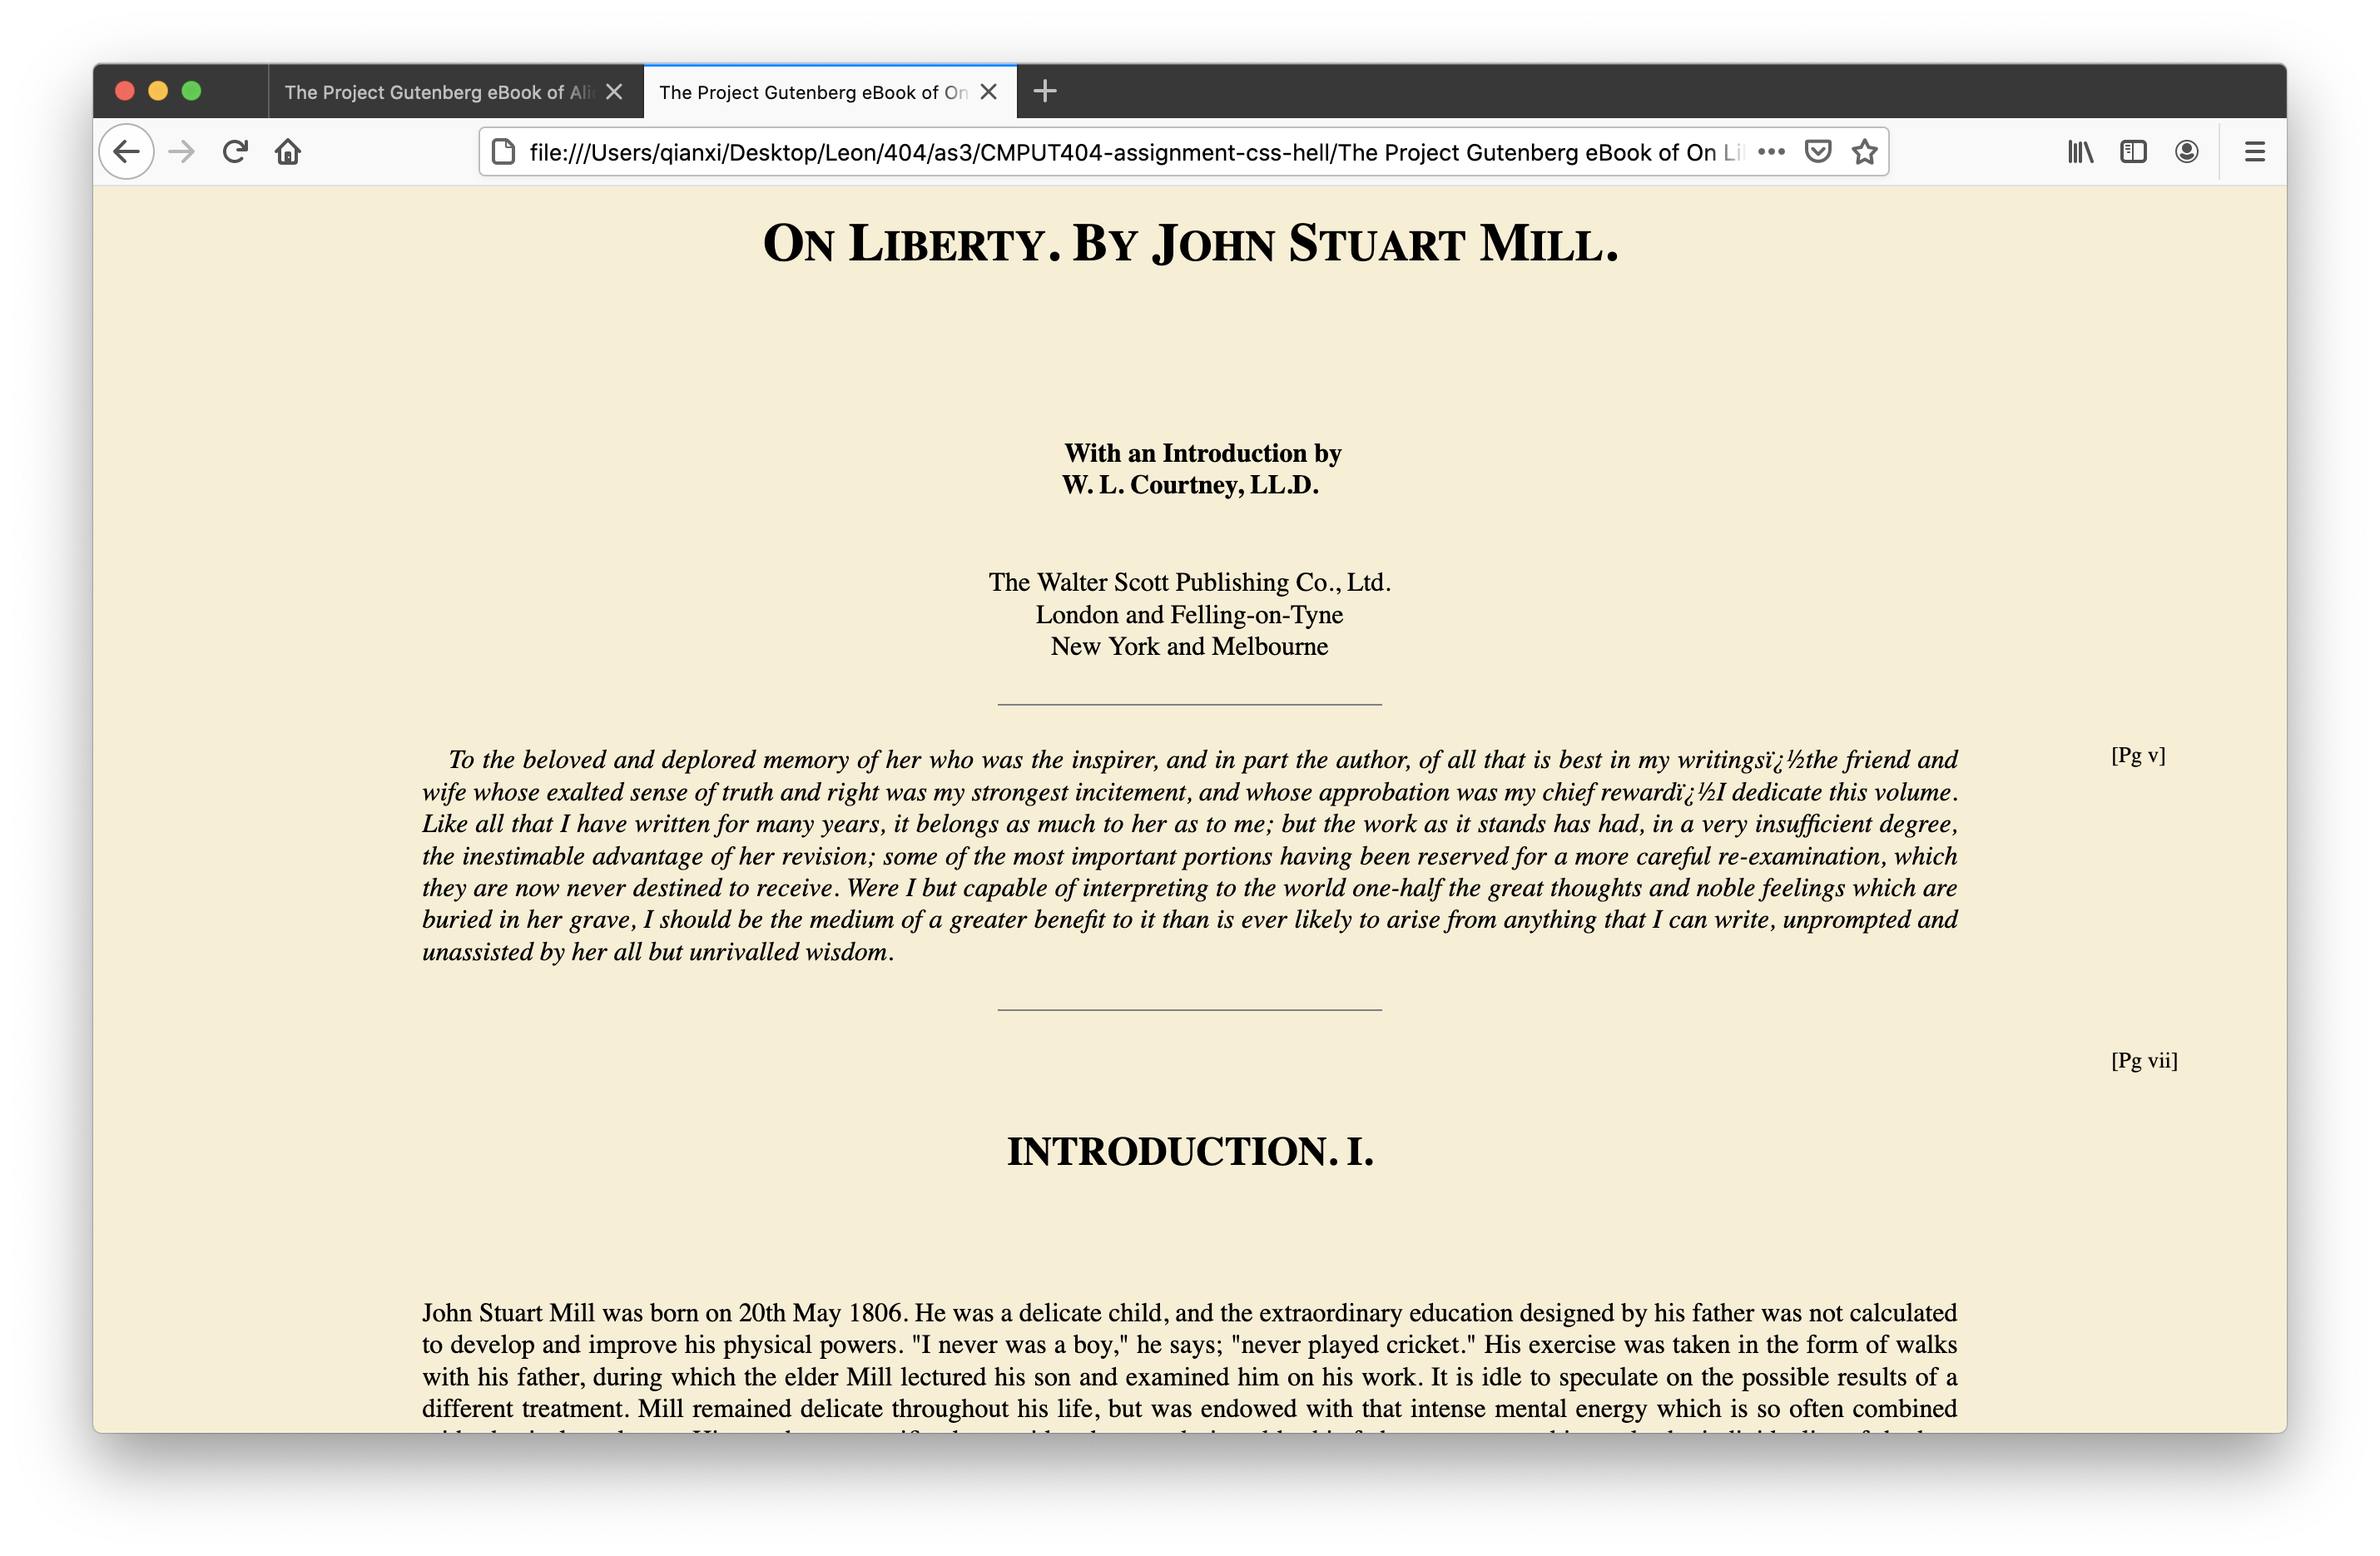 The Project Gutenberg eBook of Ali
The Project Gutenberg eBook of On
file:///Users/qianxi/Desktop/Leon/404/as3/CMPUT404-assignment-css-hell/The Project Gutenberg eBook of On Li
On Liberty. By John Stuart Mill.
With an Introduction by
W. L. Courtney, LL.D.
The Walter Scott Publishing Co., Ltd.
London and Felling-on-Tyne
New York and Melbourne
To the beloved and deplored memory of her who was the inspirer, and in part the author, of all that is best in my writingsï¿½the friend and
[Pg v]
wife whose exalted sense of truth and right was my strongest incitement, and whose approbation was my chief rewardï¿½I dedicate this volume.
Like all that I have written for many years, it belongs as much to her as to me; but the work as it stands has had, in a very insufficient degree,
the inestimable advantage of her revision; some of the most important portions having been reserved for a more careful re-examination, which
they are now never destined to receive. Were I but capable of interpreting to the world one-half the great thoughts and noble feelings which are
buried in her grave, I should be the medium of a greater benefit to it than is ever likely to arise from anything that I can write, unprompted and
unassisted by her all but unrivalled wisdom.
[Pg vii]
INTRODUCTION. I.
John Stuart Mill was born on 20th May 1806. He was a delicate child, and the extraordinary education designed by his father was not calculated
to develop and improve his physical powers. "I never was a boy," he says; "never played cricket." His exercise was taken in the form of walks
with his father, during which the elder Mill lectured his son and examined him on his work. It is idle to speculate on the possible results of a
different treatment. Mill remained delicate throughout his life, but was endowed with that intense mental energy which is so often combined